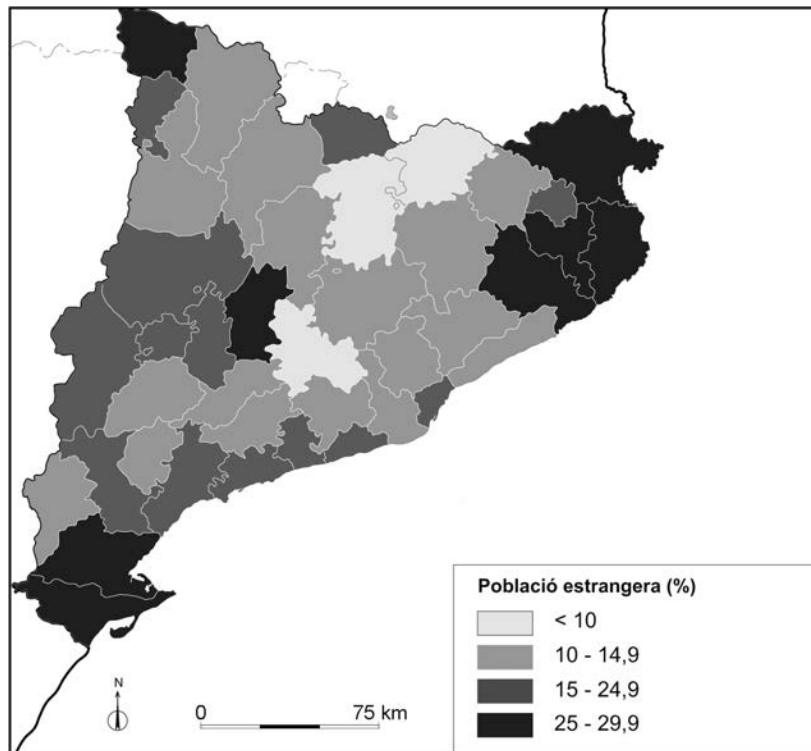 Població estrangera (%)
< 10
10 - 14,9
15 - 24,9
25 - 29,9
N
0 75 km